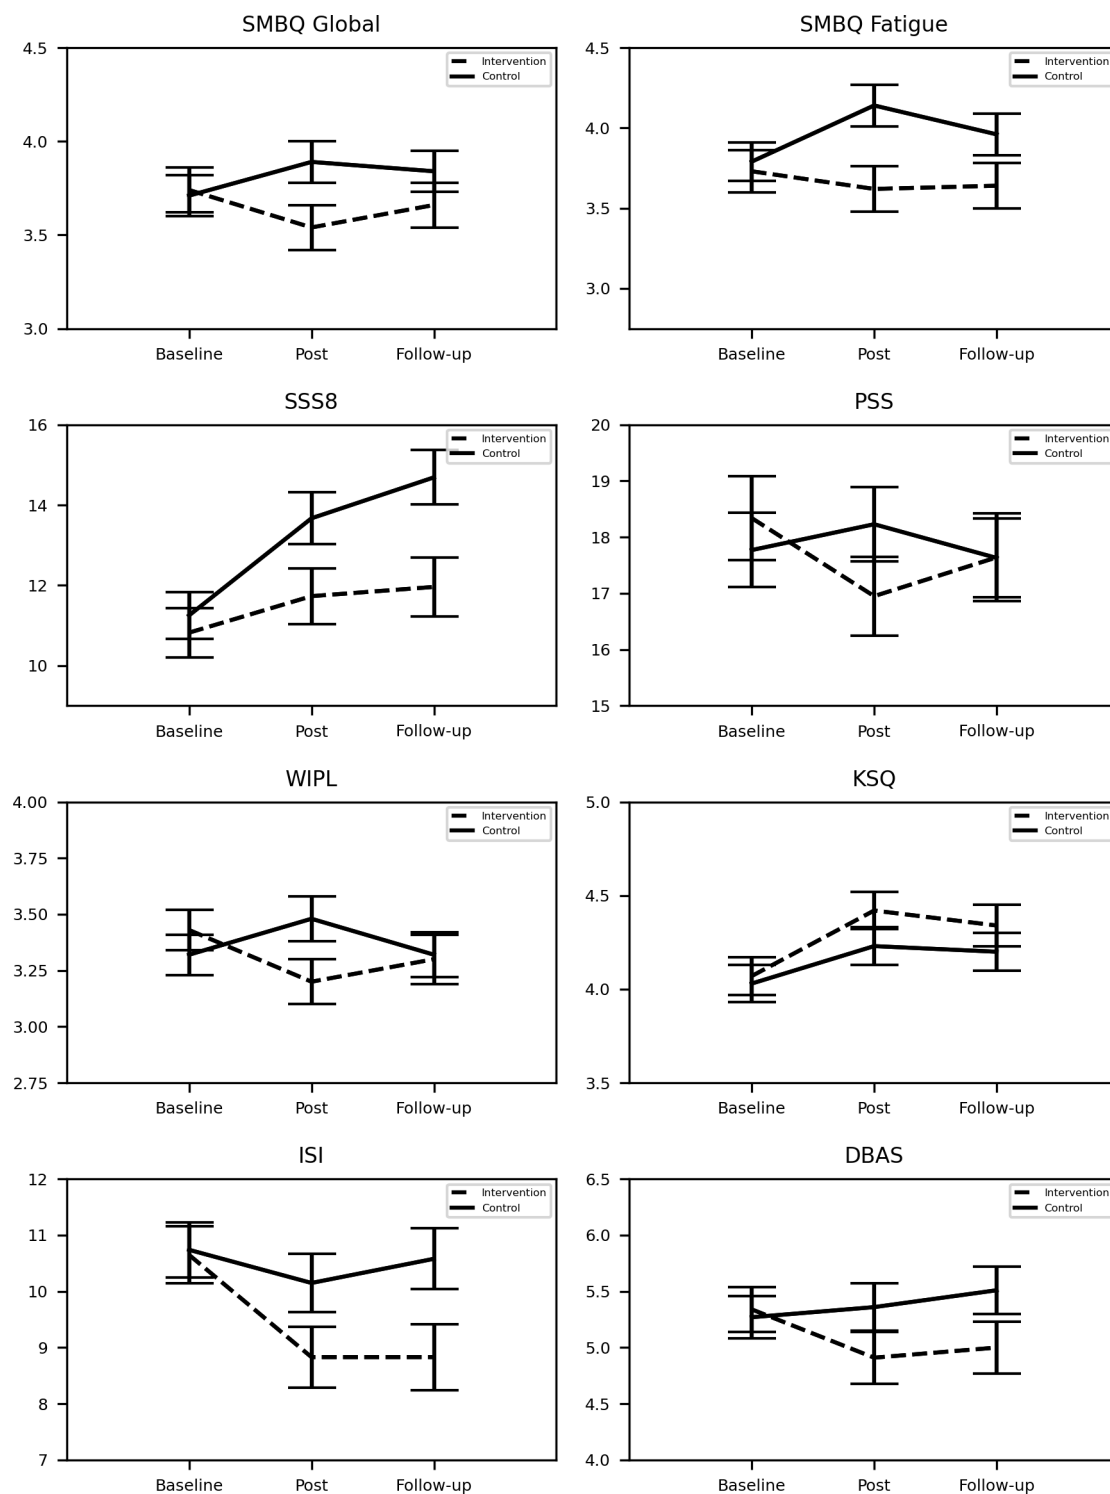 SMBQ Global
4.5
4.0
3.5
3.0
Intervention
Control
Baseline
Post
Follow-up
SMBQ Fatigue
4.5
4.0
3.5
3.0
Intervention
Control
Baseline
Post
Follow-up
SSS8
16
14
12
10
Intervention
Control
Baseline
Post
Follow-up
PSS
20
19
18
17
16
15
Intervention
Control
Baseline
Post
Follow-up
WIPL
4.00
3.75
3.50
3.25
3.00
2.75
Intervention
Control
Baseline
Post
Follow-up
KSQ
5.0
4.5
4.0
3.5
Intervention
Control
Baseline
Post
Follow-up
ISI
12
11
10
9
8
7
Intervention
Control
Baseline
Post
Follow-up
DBAS
6.5
6.0
5.5
5.0
4.5
4.0
Intervention
Control
Baseline
Post
Follow-up